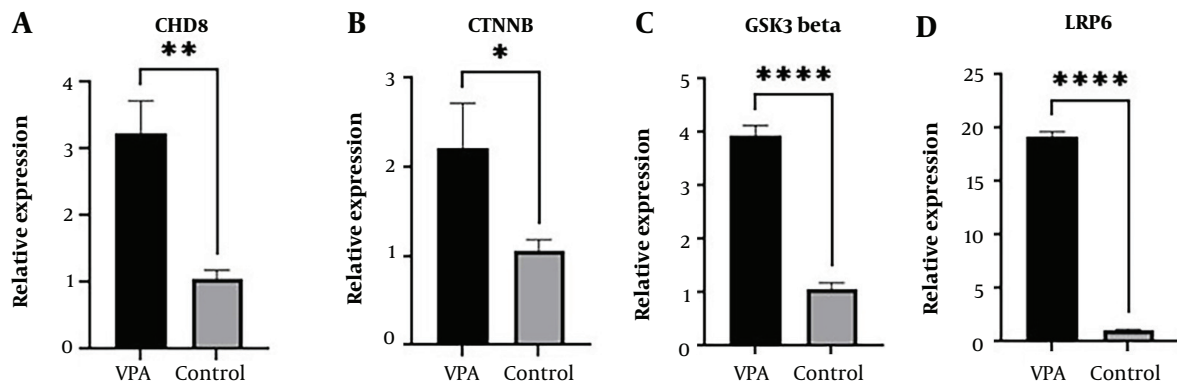 A
CHD8
**
Relative expression
4
3
2
1
0
VPA Control
B
CTNNB
*
Relative expression
3
2
1
0
VPA Control
C
GSK3 beta
****
Relative expression
5
4
3
2
1
0
VPA Control
D
LRP6
****
Relative expression
25
20
15
10
5
0
VPA Control